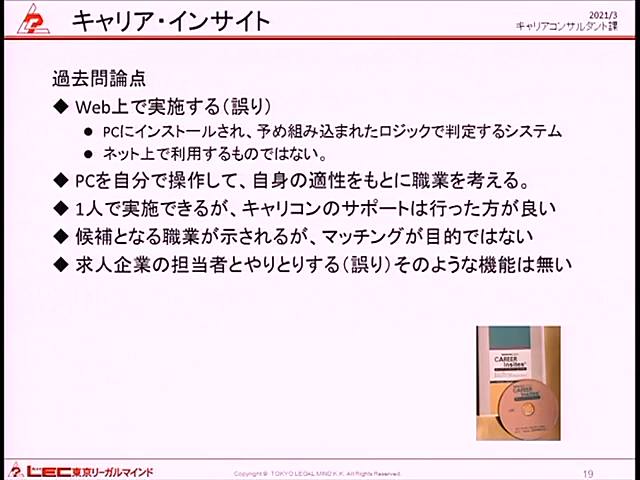 キャリア・インサイト
2021/3
キャリアコンサルタント課
過去問論点
◆ Web上で実施する(誤り)
● PCにインストールされ、予め組み込まれたロジックで判定するシステム
● ネット上で利用するものではない。
◆ PCを自分で操作して、自身の適性をもとに職業を考える。
◆ 1人で実施できるが、キャリコンのサポートは行った方が良い
◆ 候補となる職業が示されるが、マッチングが目的ではない
◆ 求人企業の担当者とやりとりする(誤り)そのような機能は無い
CAREER
Insites
CAREER
Insites
LEC東京リーガルマインド
Copyright © TOKYO LEGAL MIND K.K. All Rights Reserved.
19